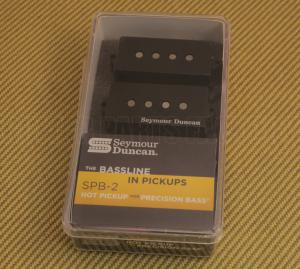 Seymour Duncan
Seymour
Duncan.
THE BASSLINE
IN PICKUPS
SPB-2
HOT PICKUP FOR PRECISION BASS®